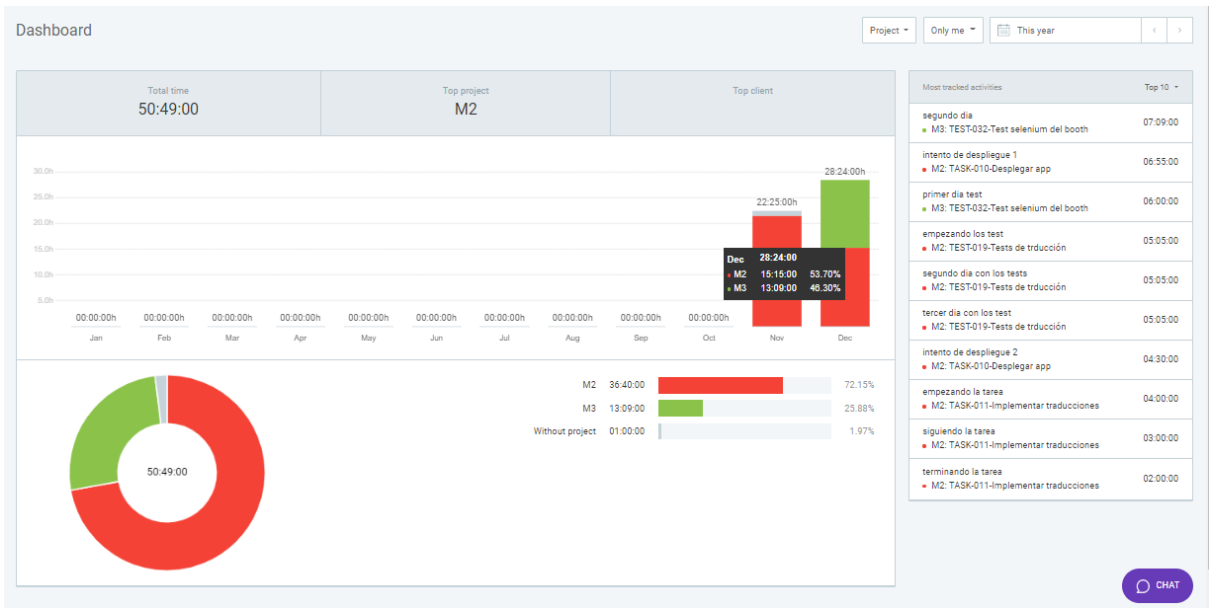 Dashboard
Project
Only me
This year
Total time
50:49:00
Top project
M2
Top client
30.0h
25.0h
20.0h
15.0h
10.0h
5.0h
00:00:00h
00:00:00h
00:00:00h
00:00:00h
00:00:00h
00:00:00h
00:00:00h
00:00:00h
00:00:00h
00:00:00h
22:25:00h
28:24:00h
Dec 28:24:00
M2 15:15:00 53.70%
M3 13:09:00 46.30%
Jan Feb Mar Apr May Jun Jul Aug Sep Oct Nov Dec
50:49:00
M2 36:40:00 72.15%
M3 13:09:00 25.88%
Without project 01:00:00 1.97%
Most tracked activities Top 10
segundo dia
M3: TEST-032-Test selenium del booth
07:09:00
intento de despliegue 1
M2: TASK-010-Desplegar app
06:55:00
primer dia test
M3: TEST-032-Test selenium del booth
06:00:00
empezando los test
M2: TEST-019-Tests de trducción
05:05:00
segundo dia con los tests
M2: TEST-019-Tests de trducción
05:05:00
tercer dia con los test
M2: TEST-019-Tests de trducción
05:05:00
intento de despliegue 2
M2: TASK-010-Desplegar app
04:30:00
empezando la tarea
M2: TASK-011-Implementar traducciones
04:00:00
siguiendo la tarea
M2: TASK-011-Implementar traducciones
03:00:00
terminando la tarea
M2: TASK-011-Implementar traducciones
02:00:00
CHAT